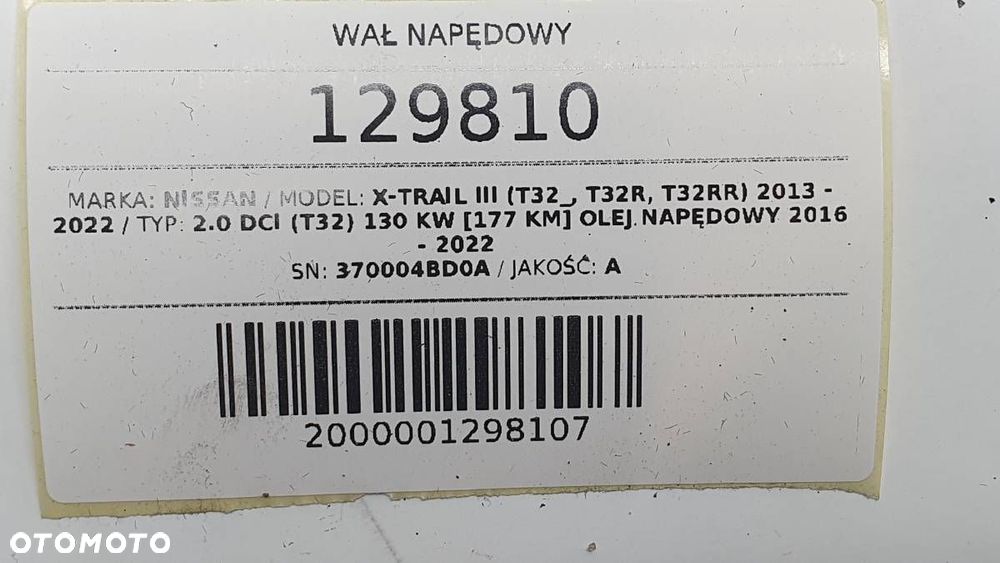 WAŁ NAPĘDOWY
129810
MARKA: NISSAN / MODEL: X-TRAIL III (T32_, T32R, T32RR) 2013 -
2022 / TYP: 2.0 DCI (T32) 130 KW [177 KM] OLEJ NAPĘDOWY 2016
- 2022
SN: 370004BD0A / JAKOŚĆ: A
2000001298107
OTOMOTO